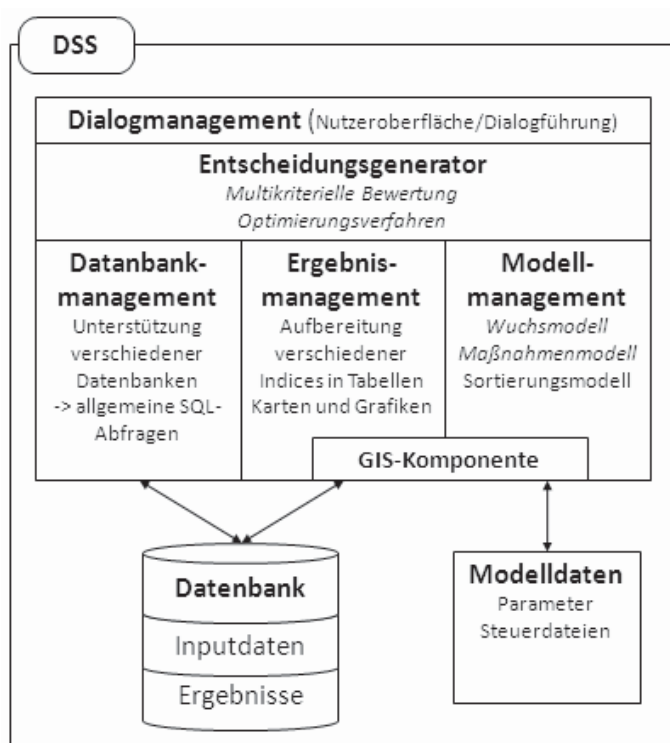 DSS
Dialogmanagement (Nutzeroberfläche/Dialogführung)
Entscheidungsgenerator
Multikriterielle Bewertung
Optimierungsverfahren
Datanbank-
management
Unterstützung
verschiedener
Datenbanken
-> allgemeine SQL-
Abfragen
Ergebnis-
management
Aufbereitung
verschiedener
Indices in Tabellen
Karten und Grafiken
Modell-
management
Wuchsmodell
Maßnahmenmodell
Sortierungsmodell
GIS-Komponente
Datenbank
Inputdaten
Ergebnisse
Modelldaten
Parameter
Steuerdateien